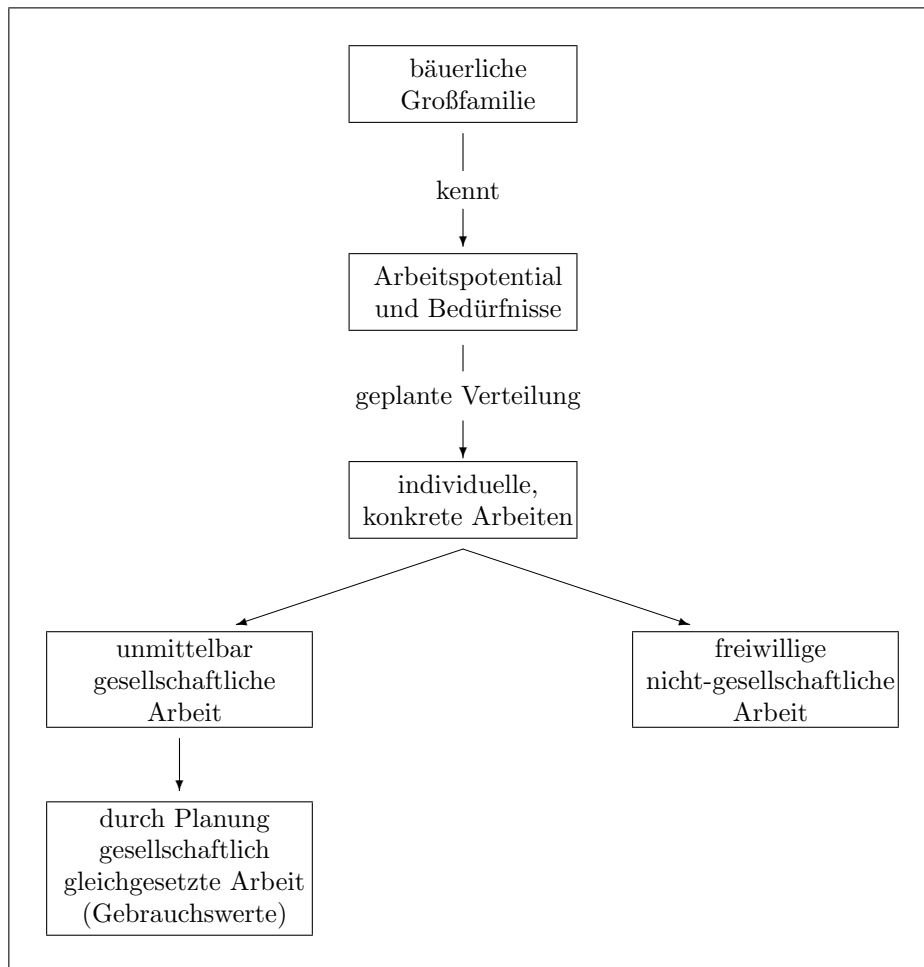 bäuerliche
Großfamilie
kennt
Arbeitspotential
und Bedürfnisse
geplante Verteilung
individuelle,
konkrete Arbeiten
unmittelbar
gesellschaftliche
Arbeit
freiwillige
nicht-gesellschaftliche
Arbeit
durch Planung
gesellschaftlich
gleichgesetzte Arbeit
(Gebrauchswerte)